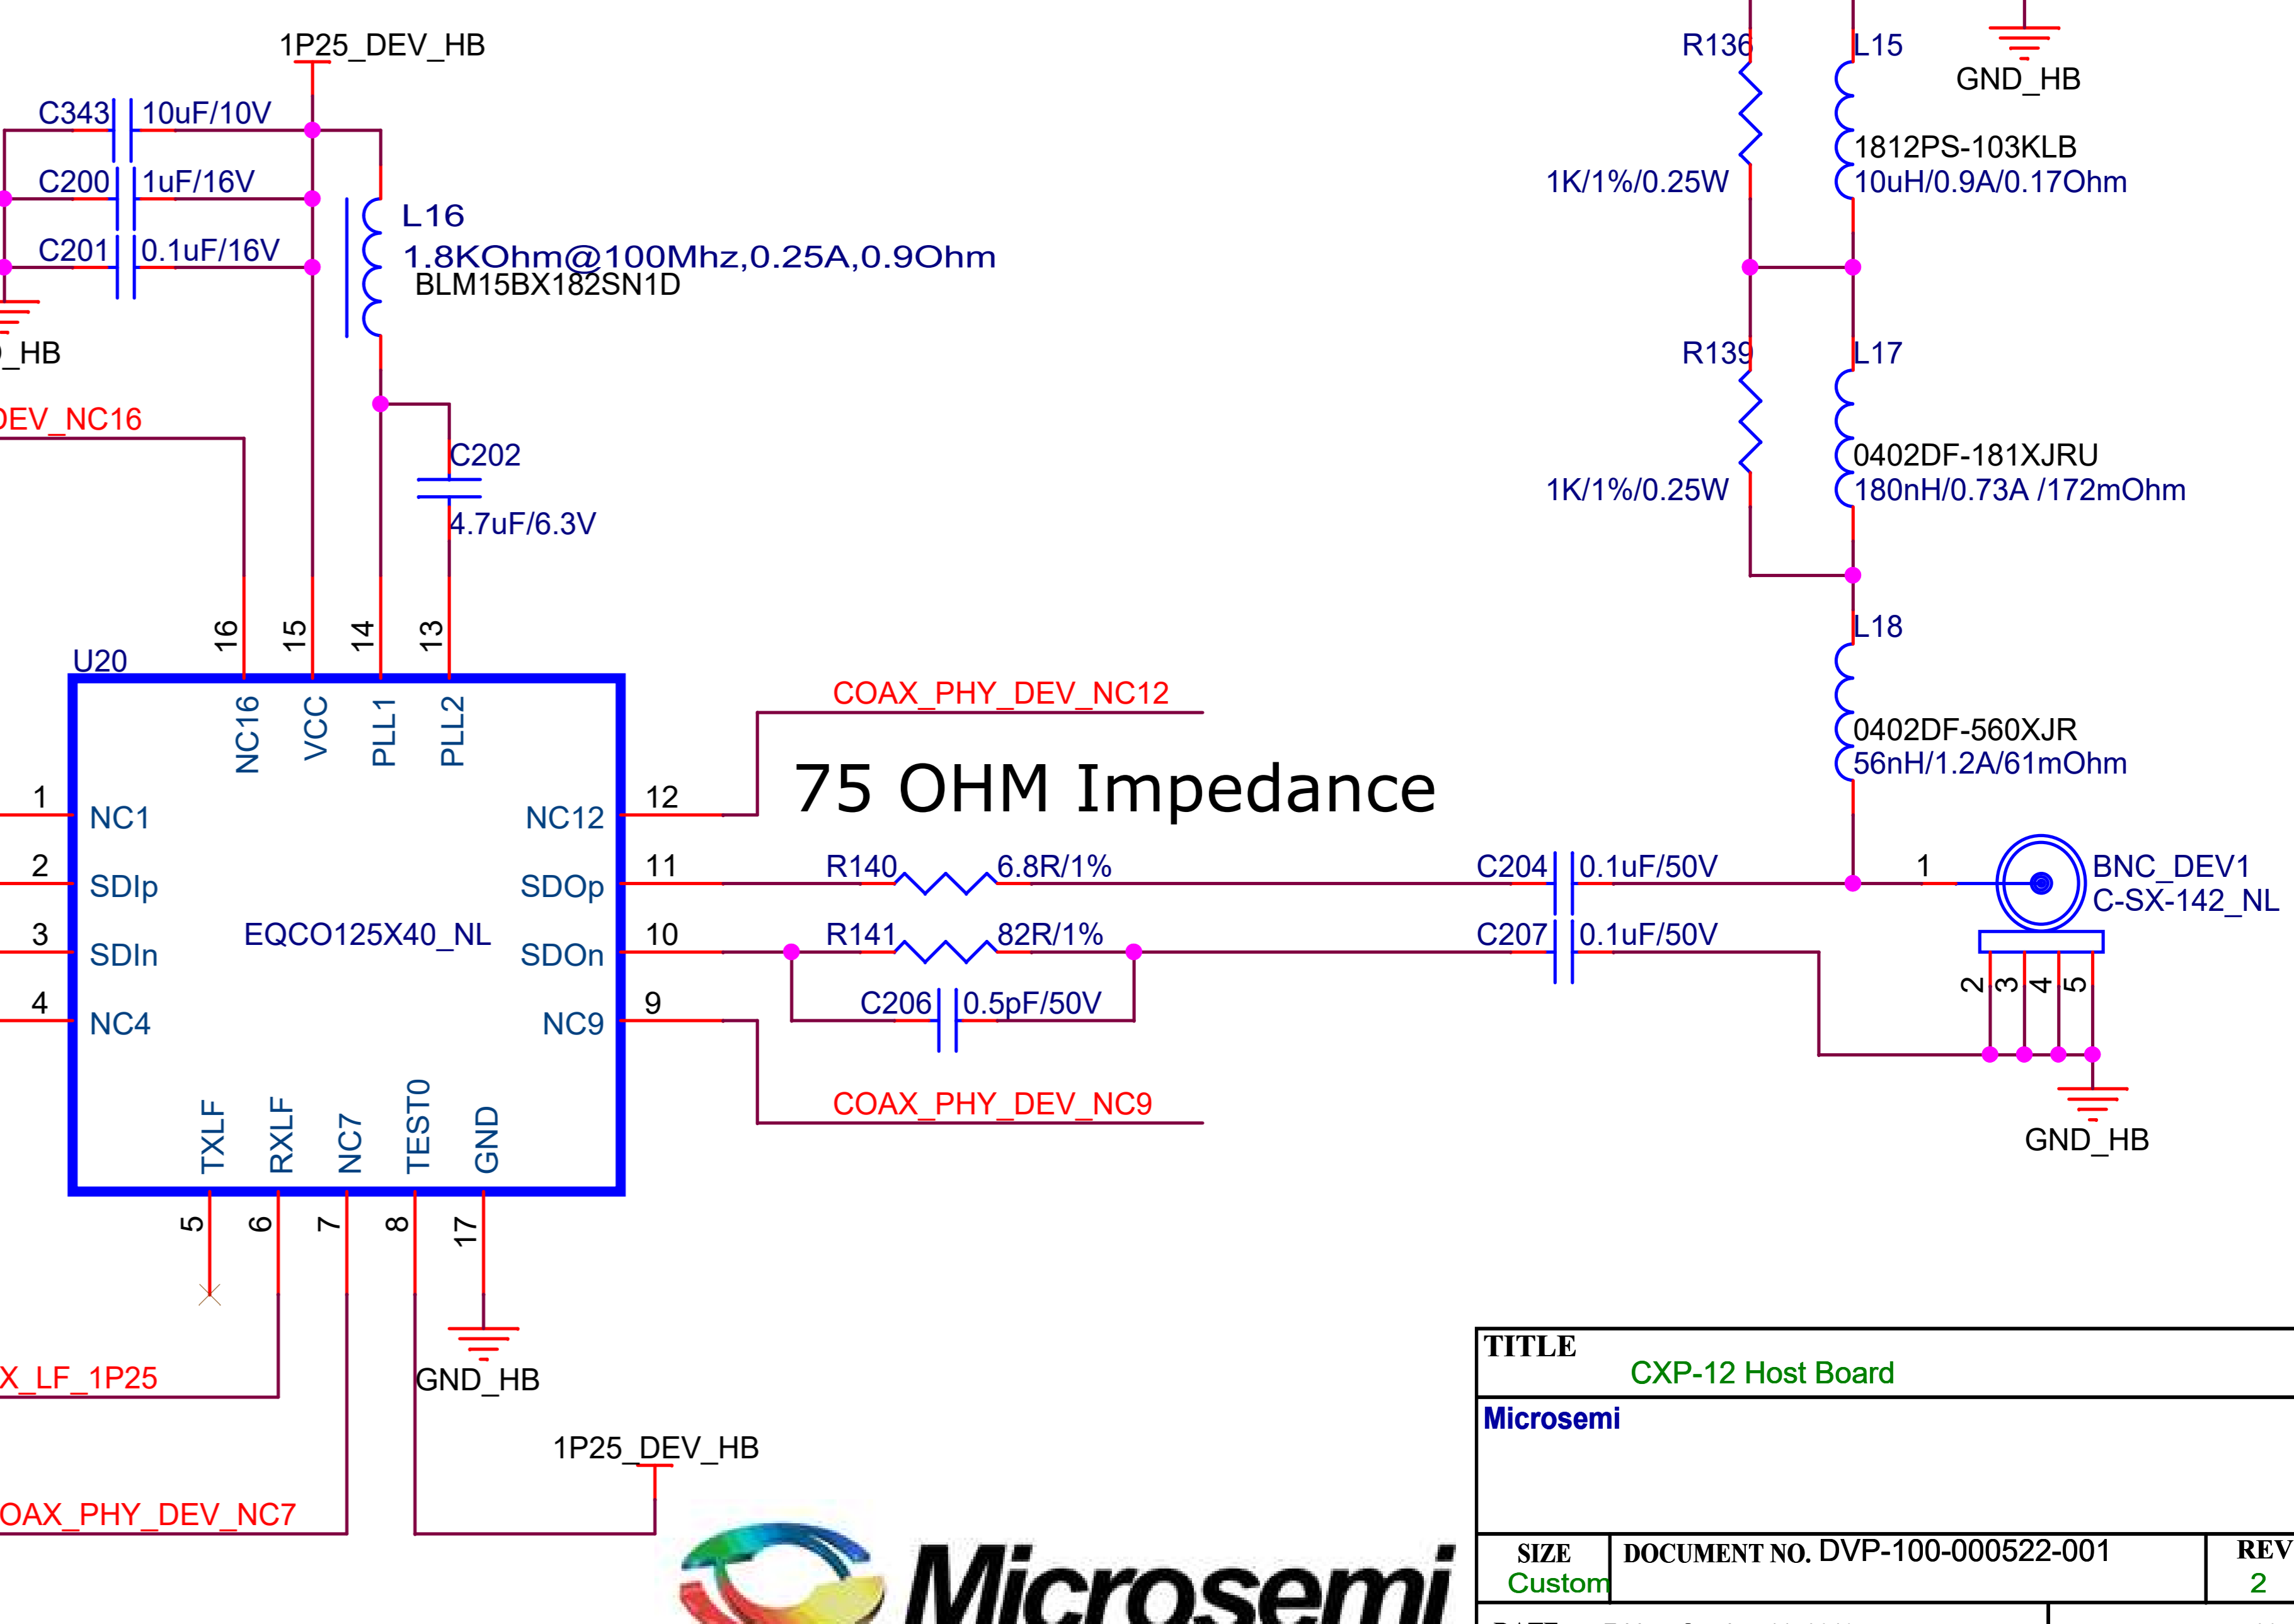 1P25_DEV_HB
C343 10uF/10V
C200 1uF/16V
C201 0.1uF/16V
_HB
L16
1.8KOhm@100Mhz,0.25A,0.9Ohm
BLM15BX182SN1D
DEV_NC16
C202
4.7uF/6.3V
R136
1K/1%/0.25W
L15
1812PS-103KLB
10uH/0.9A/0.17Ohm
GND_HB
R139
1K/1%/0.25W
L17
0402DF-181XJRU
180nH/0.73A /172mOhm
L18
0402DF-560XJR
56nH/1.2A/61mOhm
16 15 14 13
U20
NC16 VCC PLL1 PLL2
1 NC1
2 SDIp
3 SDIn
4 NC4
EQCO125X40_NL
NC12 12
SDOp 11
SDOn 10
NC9 9
TXLF RXLF NC7 TEST0 GND
5 6 7 8 17
COAX_PHY_DEV_NC12
75 OHM Impedance
R140 6.8R/1%
R141 82R/1%
C206 0.5pF/50V
COAX_PHY_DEV_NC9
C204 0.1uF/50V
C207 0.1uF/50V
1
BNC_DEV1
C-SX-142_NL
2 3 4 5
GND_HB
GND_HB
X_LF_1P25
1P25_DEV_HB
OAX_PHY_DEV_NC7
Microsemi
TITLE
CXP-12 Host Board
Microsemi
SIZE
Custom
DOCUMENT NO. DVP-100-000522-001
REV
2